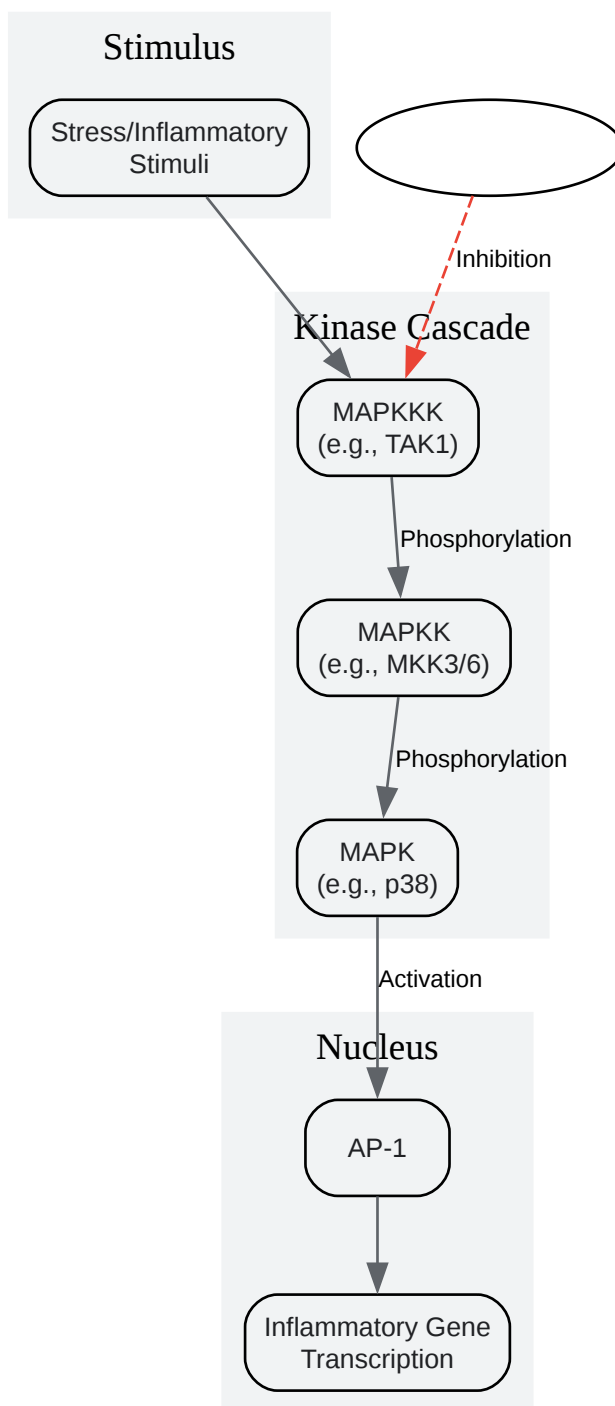 Stimulus
Stress/Inflammatory
Stimuli
Inhibition
Kinase Cascade
MAPKKK
(e.g., TAK1)
Phosphorylation
MAPKK
(e.g., MKK3/6)
Phosphorylation
MAPK
(e.g., p38)
Activation
Nucleus
AP-1
Inflammatory Gene
Transcription